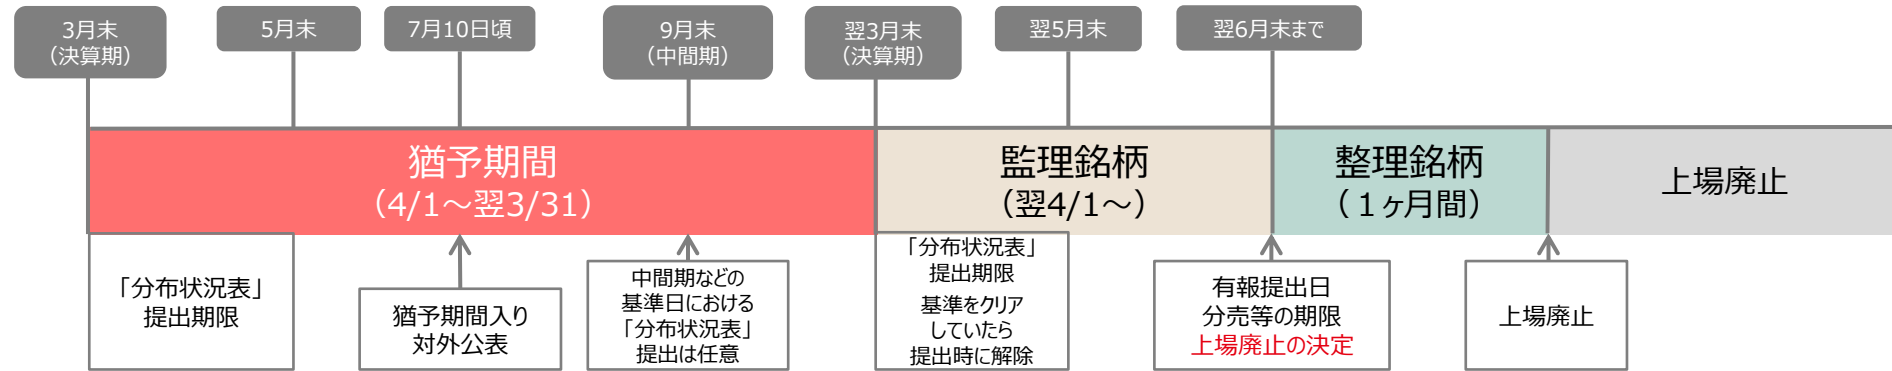 3月末
（決算期）
5月末
7月10日頃
9月末
（中間期）
翌3月末
（決算期）
翌5月末
翌6月末まで
猶予期間
（4/1～翌3/31）
監理銘柄
（翌4/1～）
整理銘柄
（１ヶ月間）
上場廃止
「分布状況表」
提出期限
猶予期間入り
対外公表
中間期などの
基準日における
「分布状況表」
提出は任意
「分布状況表」
提出期限
基準をクリア
していたら
提出時に解除
有報提出日
分売等の期限
上場廃止の決定
上場廃止